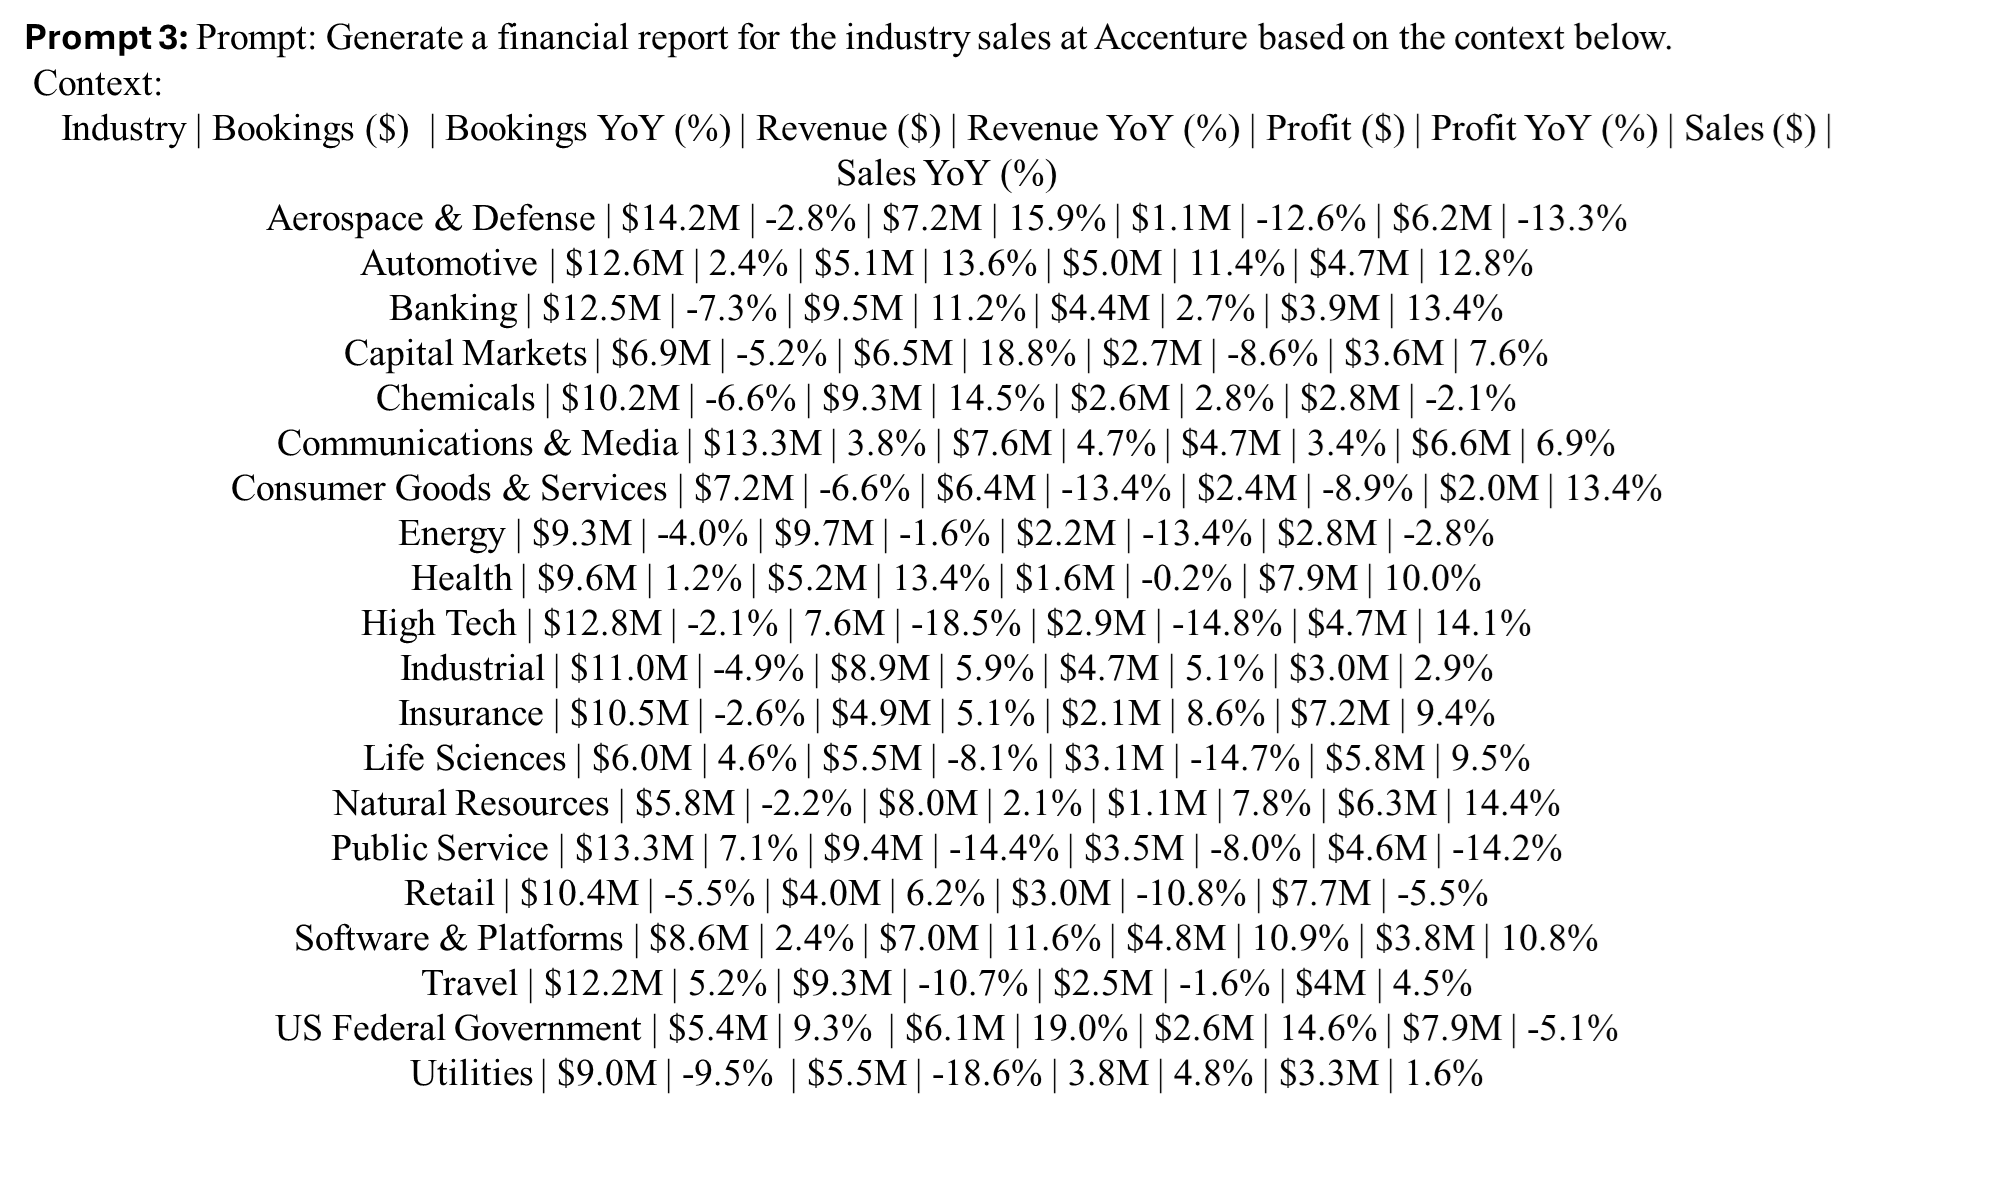 Prompt 3: Prompt: Generate a financial report for the industry sales at Accenture based on the context below.
Context:
Industry | Bookings ($) | Bookings YoY (%) | Revenue ($) | Revenue YoY (%) | Profit ($) | Profit YoY (%) | Sales ($) |
Sales YoY (%)
Aerospace & Defense | $14.2M | -2.8% | $7.2M | 15.9% | $1.1M | -12.6% | $6.2M | -13.3%
Automotive | $12.6M | 2.4% | $5.1M | 13.6% | $5.0M | 11.4% | $4.7M | 12.8%
Banking | $12.5M | -7.3% | $9.5M | 11.2% | $4.4M | 2.7% | $3.9M | 13.4%
Capital Markets | $6.9M | -5.2% | $6.5M | 18.8% | $2.7M | -8.6% | $3.6M | 7.6%
Chemicals | $10.2M | -6.6% | $9.3M | 14.5% | $2.6M | 2.8% | $2.8M | -2.1%
Communications & Media | $13.3M | 3.8% | $7.6M | 4.7% | $4.7M | 3.4% | $6.6M | 6.9%
Consumer Goods & Services | $7.2M | -6.6% | $6.4M | -13.4% | $2.4M | -8.9% | $2.0M | 13.4%
Energy | $9.3M | -4.0% | $9.7M | -1.6% | $2.2M | -13.4% | $2.8M | -2.8%
Health | $9.6M | 1.2% | $5.2M | 13.4% | $1.6M | -0.2% | $7.9M | 10.0%
High Tech | $12.8M | -2.1% | 7.6M | -18.5% | $2.9M | -14.8% | $4.7M | 14.1%
Industrial | $11.0M | -4.9% | $8.9M | 5.9% | $4.7M | 5.1% | $3.0M | 2.9%
Insurance | $10.5M | -2.6% | $4.9M | 5.1% | $2.1M | 8.6% | $7.2M | 9.4%
Life Sciences | $6.0M | 4.6% | $5.5M | -8.1% | $3.1M | -14.7% | $5.8M | 9.5%
Natural Resources | $5.8M | -2.2% | $8.0M | 2.1% | $1.1M | 7.8% | $6.3M | 14.4%
Public Service | $13.3M | 7.1% | $9.4M | -14.4% | $3.5M | -8.0% | $4.6M | -14.2%
Retail | $10.4M | -5.5% | $4.0M | 6.2% | $3.0M | -10.8% | $7.7M | -5.5%
Software & Platforms | $8.6M | 2.4% | $7.0M | 11.6% | $4.8M | 10.9% | $3.8M | 10.8%
Travel | $12.2M | 5.2% | $9.3M | -10.7% | $2.5M | -1.6% | $4M | 4.5%
US Federal Government | $5.4M | 9.3% | $6.1M | 19.0% | $2.6M | 14.6% | $7.9M | -5.1%
Utilities | $9.0M | -9.5% | $5.5M | -18.6% | 3.8M | 4.8% | $3.3M | 1.6%